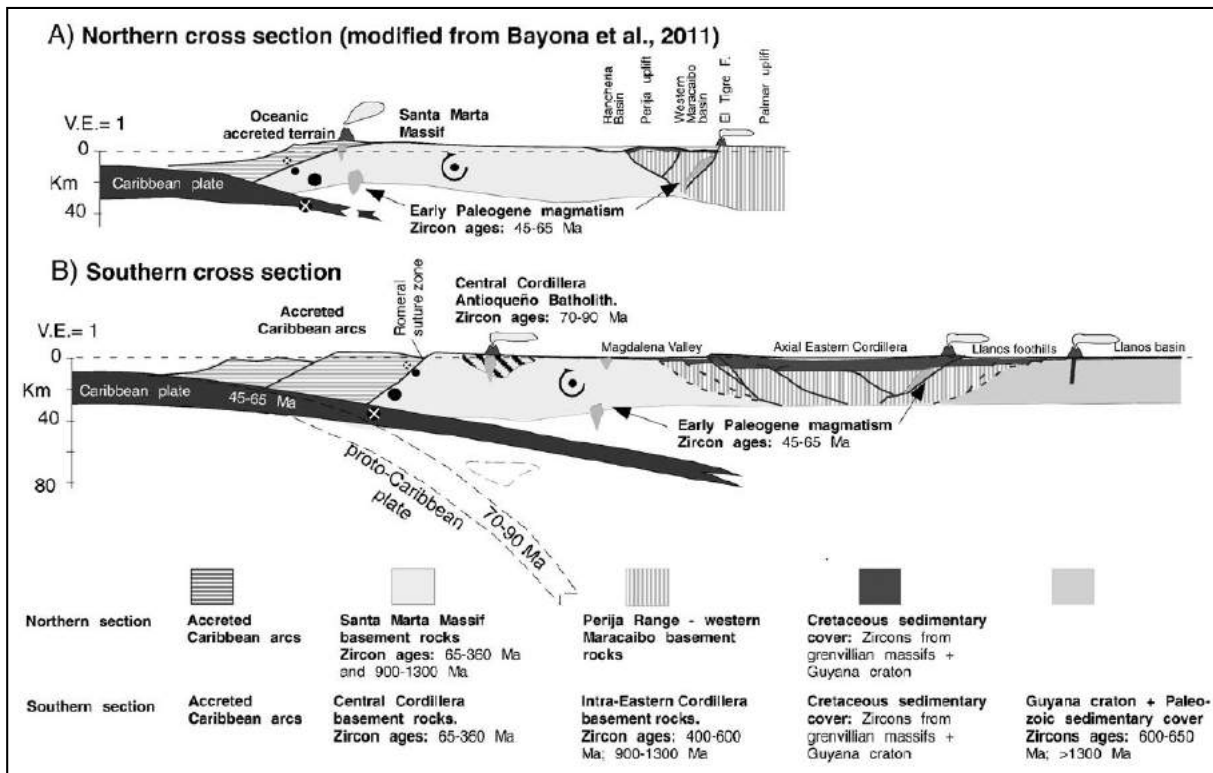 A) Northern cross section (modified from Bayona et al., 2011)
Rancheria
Basin
Perija uplift
Western
Maracaibo
basin
El Tigre F.
Palmar uplift
V.E.= 1
Oceanic
accreted terrain
Santa Marta
Massif
0
Km
40
Caribbean plate
Early Paleogene magmatism
Zircon ages: 45-65 Ma
B) Southern cross section
V.E.= 1
Accreted
Caribbean arcs
Romeral
suture zone
Central Cordillera
Antioqueño Batholith.
Zircon ages: 70-90 Ma
Magdalena Valley
Axial Eastern Cordillera
Llanos foothills
Llanos basin
0
Km
40
80
Caribbean plate
45-65 Ma
Early Paleogene magmatism
Zircon ages: 45-65 Ma
proto-Caribbean
plate
70-90 Ma
Northern section
Accreted
Caribbean arcs
Santa Marta Massif
basement rocks
Zircon ages: 65-360 Ma
and 900-1300 Ma
Perija Range - western
Maracaibo basement
rocks
Cretaceous sedimentary
cover: Zircons from
grenvillian massifs +
Guyana craton
Southern section
Accreted
Caribbean arcs
Central Cordillera
basement rocks.
Zircon ages: 65-360 Ma
Intra-Eastern Cordillera
basement rocks.
Zircon ages: 400-600
Ma; 900-1300 Ma
Cretaceous sedimentary
cover: Zircons from
grenvillian massifs +
Guyana craton
Guyana craton + Paleo-
zoic sedimentary cover
Zircons ages: 600-650
Ma; >1300 Ma